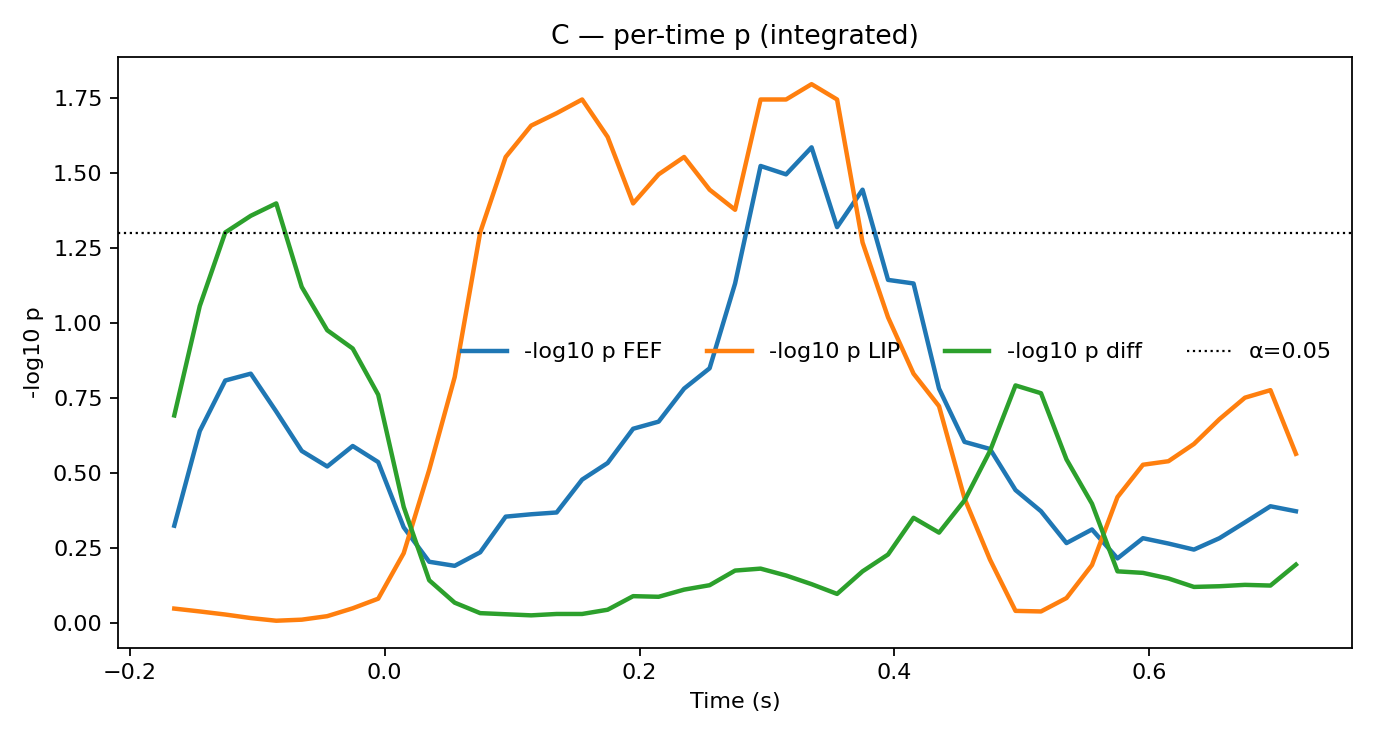 C — per-time p (integrated)
-log10 p
1.75
1.50
1.25
1.00
0.75
0.50
0.25
0.00
-log10 p FEF -log10 p LIP -log10 p diff α=0.05
−0.2 0.0 0.2 0.4 0.6
Time (s)